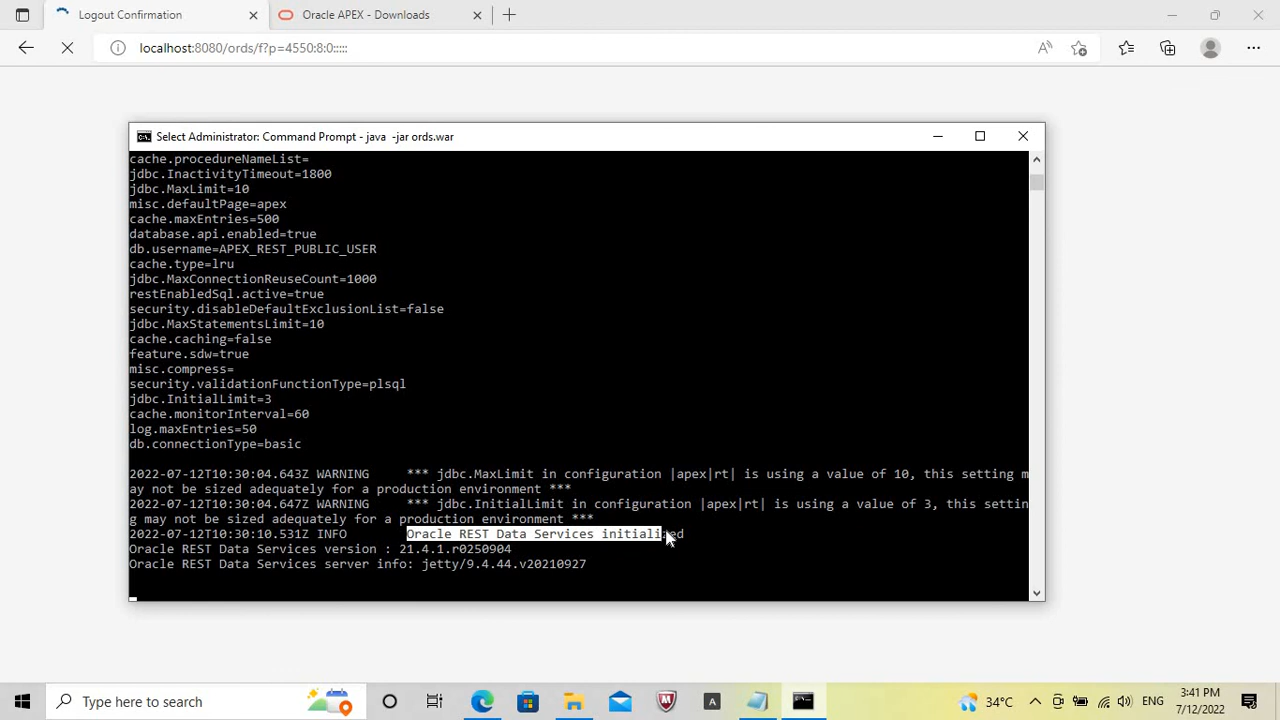 Logout Confirmation
Oracle APEX - Downloads
localhost:8080/ords/f?p=4550:8:0:::::
Select Administrator: Command Prompt - java -jar ords.war
cache.procedureNameList=
jdbc.InactivityTimeout=1800
jdbc.MaxLimit=10
misc.defaultPage=apex
cache.maxEntries=500
database.api.enabled=true
db.username=APEX_REST_PUBLIC_USER
cache.type=lru
jdbc.MaxConnectionReuseCount=1000
restEnabledSql.active=true
security.disableDefaultExclusionList=false
jdbc.MaxStatementsLimit=10
cache.caching=false
feature.sdw=true
misc.compress=
security.validationFunctionType=plsql
jdbc.InitialLimit=3
cache.monitorInterval=60
log.maxEntries=50
db.connectionType=basic
2022-07-12T10:30:04.643Z WARNING *** jdbc.MaxLimit in configuration |apex|rt| is using a value of 10, this setting m
ay not be sized adequately for a production environment ***
2022-07-12T10:30:04.647Z WARNING *** jdbc.InitialLimit in configuration |apex|rt| is using a value of 3, this settin
g may not be sized adequately for a production environment ***
2022-07-12T10:30:10.531Z INFO Oracle REST Data Services initialized
Oracle REST Data Services version : 21.4.1.r0250904
Oracle REST Data Services server info: jetty/9.4.44.v20210927
Type here to search
A
34°C
ENG
3:41 PM
7/12/2022